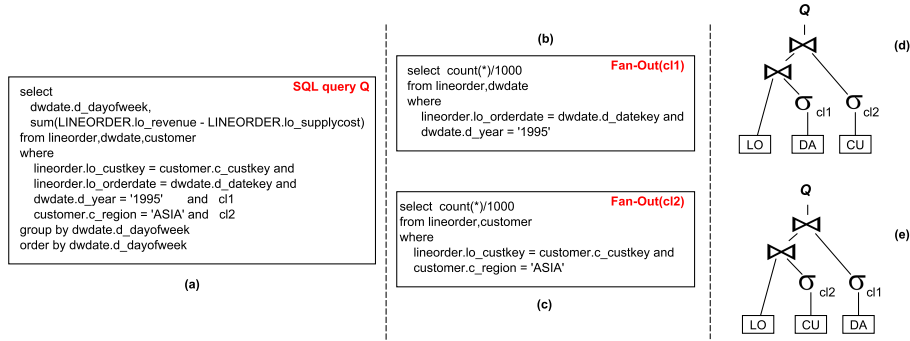 SQL query Q
select
dwdate.d_dayofweek,
sum(LINEORDER.lo_revenue - LINEORDER.lo_supplycost)
from lineorder,dwdate,customer
where
lineorder.lo_custkey = customer.c_custkey and
lineorder.lo_orderdate = dwdate.d_datekey and
dwdate.d_year = '1995' and cl1
customer.c_region = 'ASIA' and cl2
group by dwdate.d_dayofweek
order by dwdate.d_dayofweek
(a)
(b)
Fan-Out(cl1)
select count(*)/1000
from lineorder,dwdate
where
lineorder.lo_orderdate = dwdate.d_datekey and
dwdate.d_year = '1995'
Fan-Out(cl2)
select count(*)/1000
from lineorder,customer
where
lineorder.lo_custkey = customer.c_custkey and
customer.c_region = 'ASIA'
(c)
Q
(d)
σ cl1 σ cl2
LO DA CU
Q
(e)
σ cl2 σ cl1
LO CU DA